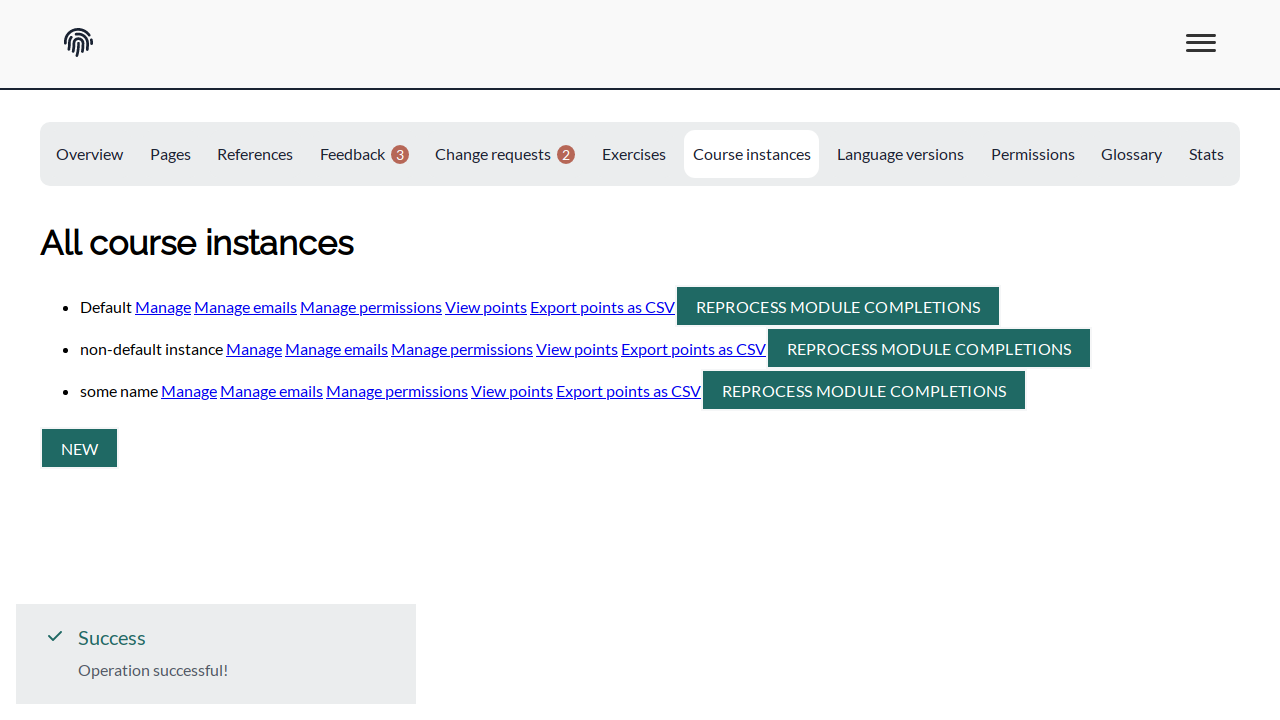 Overview Pages References Feedback 3 Change requests 2 Exercises Course instances Language versions Permissions Glossary Stats
All course instances
Default Manage Manage emails Manage permissions View points Export points as CSV REPROCESS MODULE COMPLETIONS
non-default instance Manage Manage emails Manage permissions View points Export points as CSV REPROCESS MODULE COMPLETIONS
some name Manage Manage emails Manage permissions View points Export points as CSV REPROCESS MODULE COMPLETIONS
NEW
Success
Operation successful!